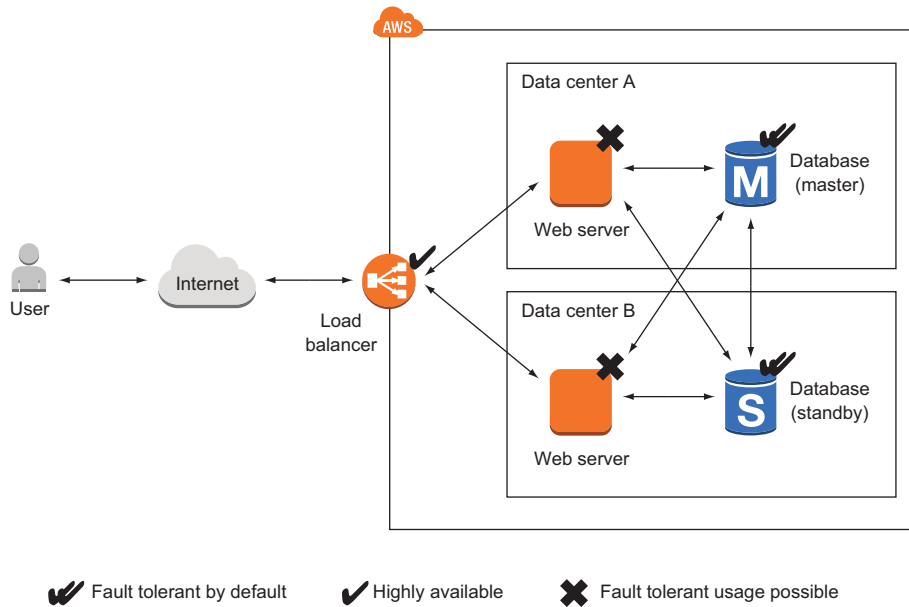 AWS
Data center A
Database
(master)
M
Web server
User
Internet
Load
balancer
Data center B
Database
(standby)
S
Web server
Fault tolerant by default
Highly available
Fault tolerant usage possible